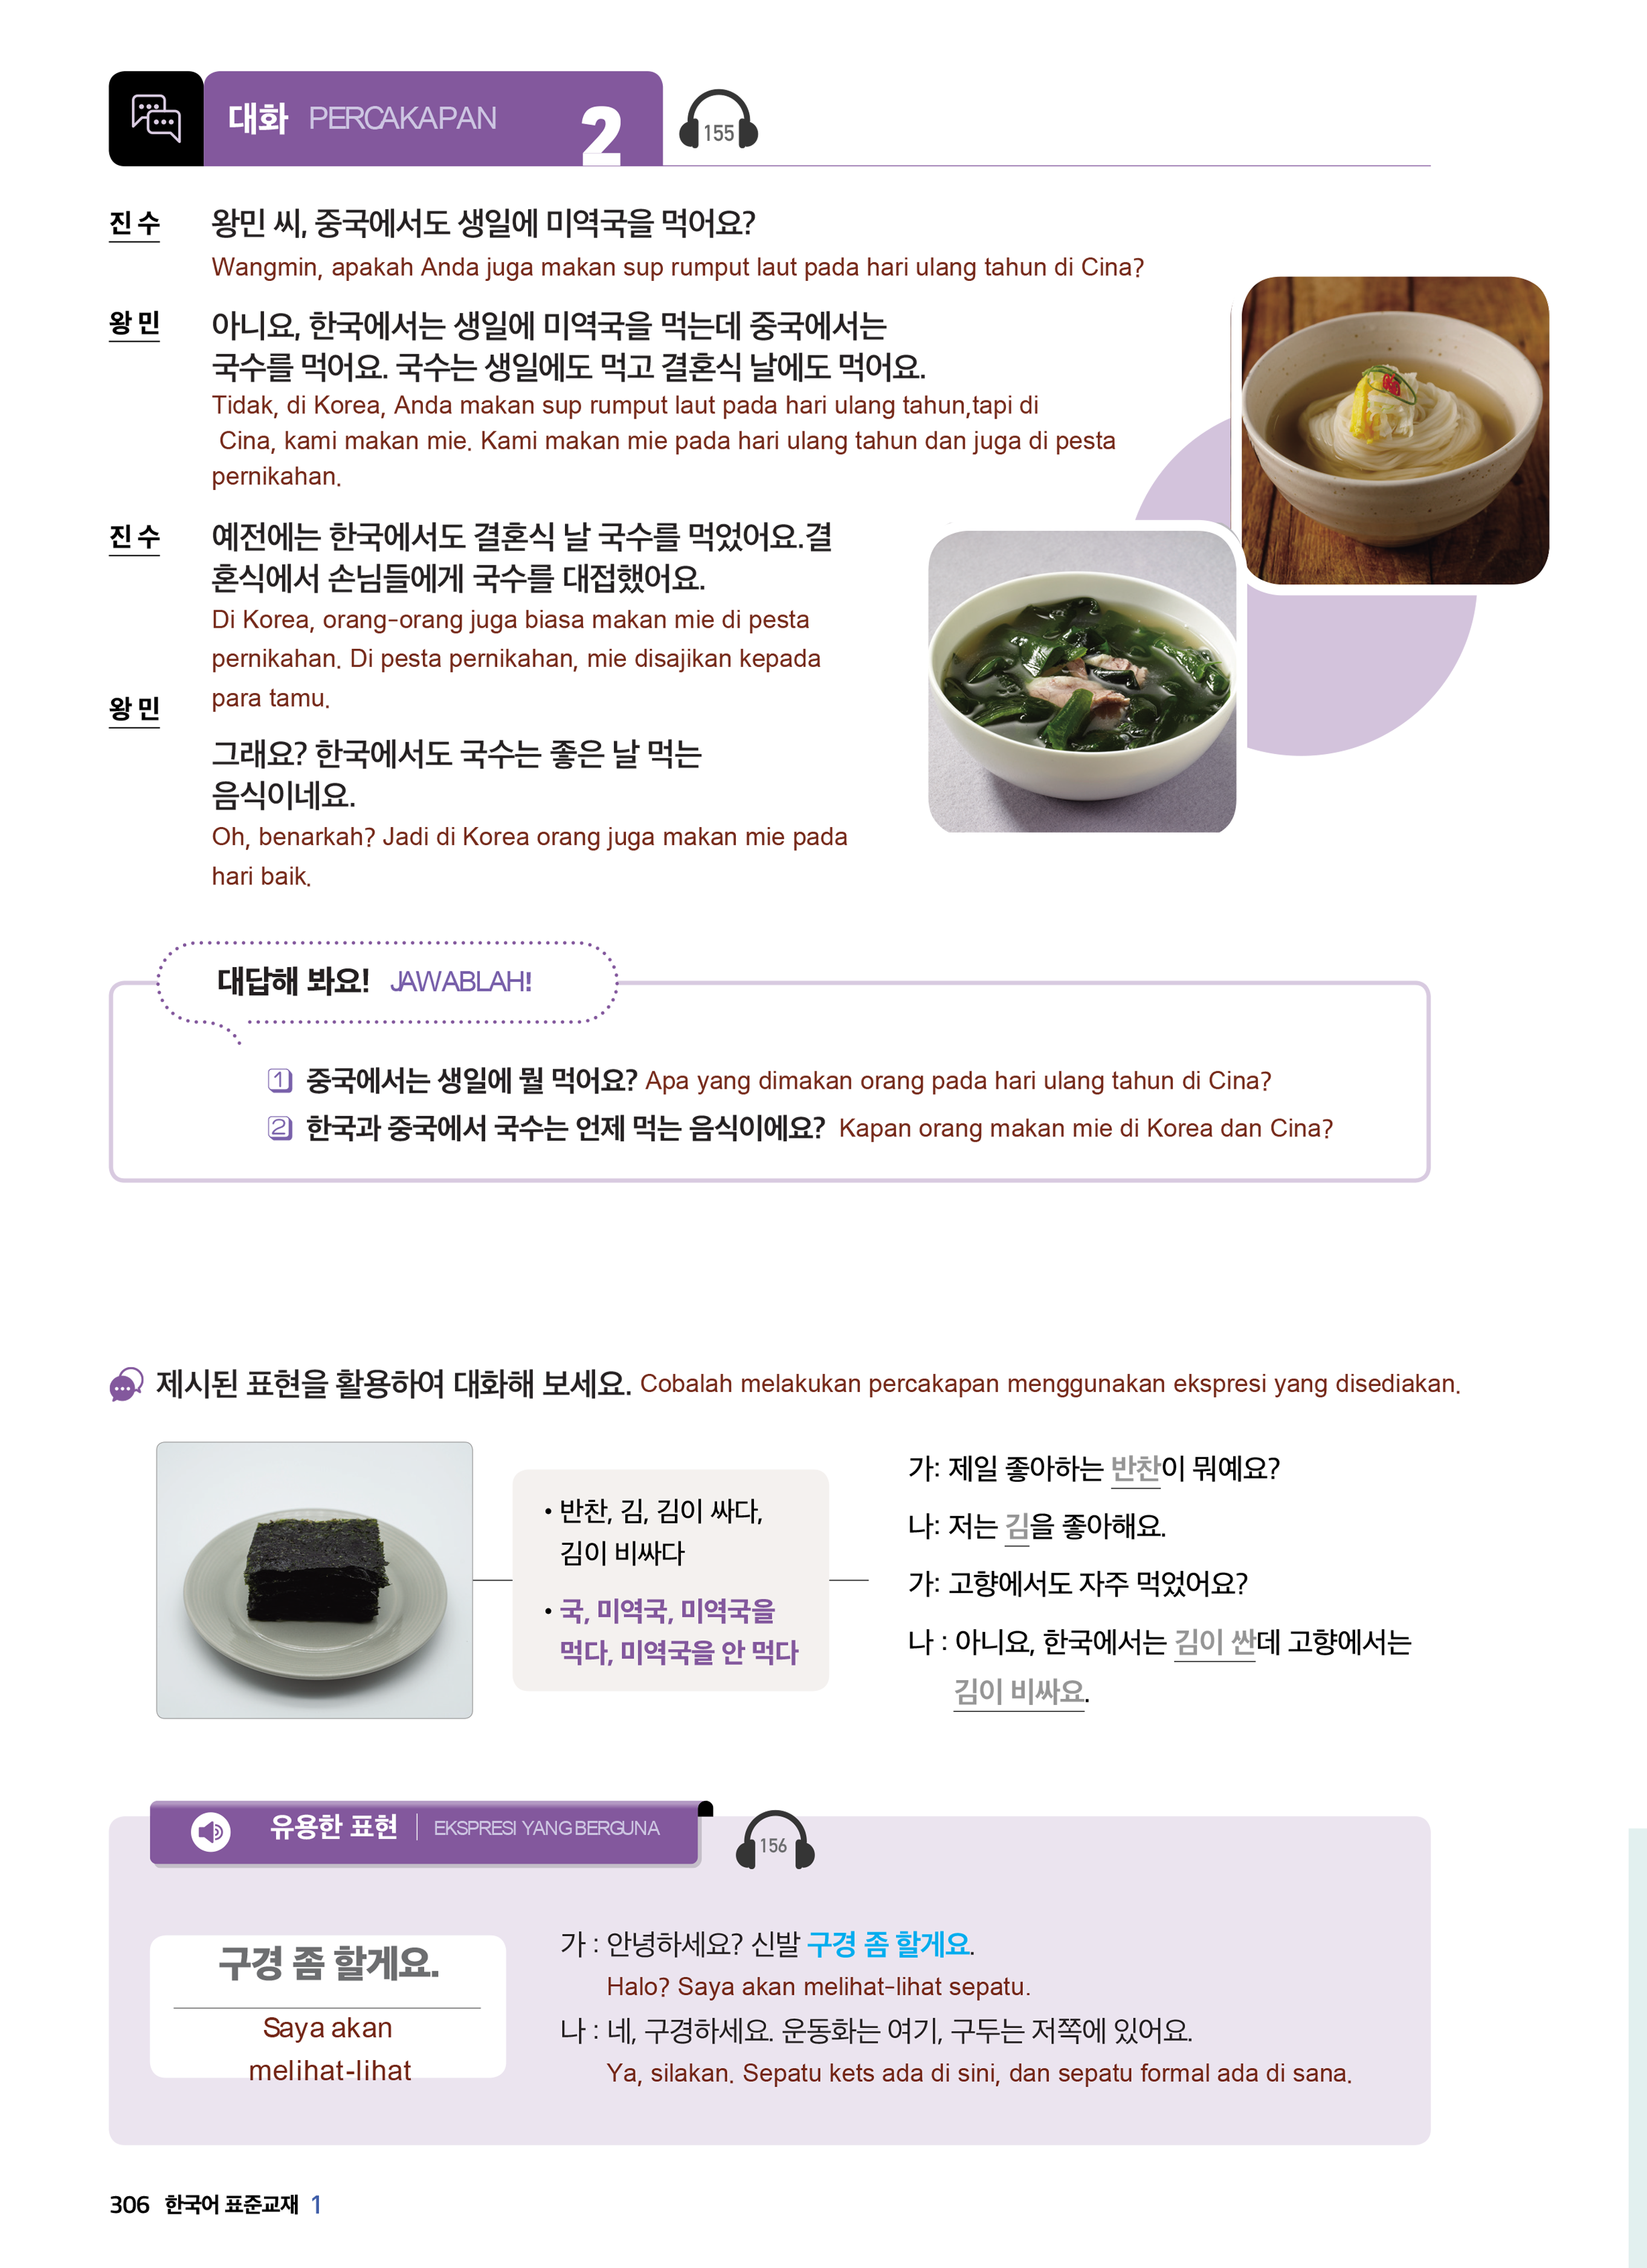 대화 PERCAKAPAN 2 155
진 수 왕민 씨, 중국에서도 생일에 미역국을 먹어요?
Wangmin, apakah Anda juga makan sup rumput laut pada hari ulang tahun di Cina?
왕 민 아니요, 한국에서는 생일에 미역국을 먹는데 중국에서는
국수를 먹어요. 국수는 생일에도 먹고 결혼식 날에도 먹어요.
Tidak, di Korea, Anda makan sup rumput laut pada hari ulang tahun,tapi di
Cina, kami makan mie. Kami makan mie pada hari ulang tahun dan juga di pesta
pernikahan.
진 수 예전에는 한국에서도 결혼식 날 국수를 먹었어요.결
혼식에서 손님들에게 국수를 대접했어요.
Di Korea, orang-orang juga biasa makan mie di pesta
pernikahan. Di pesta pernikahan, mie disajikan kepada
para tamu.
왕 민
그래요? 한국에서도 국수는 좋은 날 먹는
음식이네요.
Oh, benarkah? Jadi di Korea orang juga makan mie pada
hari baik.
대답해 봐요! JAWABLAH!
1 중국에서는 생일에 뭘 먹어요? Apa yang dimakan orang pada hari ulang tahun di Cina?
2 한국과 중국에서 국수는 언제 먹는 음식이에요? Kapan orang makan mie di Korea dan Cina?
제시된 표현을 활용하여 대화해 보세요. Cobalah melakukan percakapan menggunakan ekspresi yang disediakan.
• 반찬, 김, 김이 싸다,
김이 비싸다
• 국, 미역국, 미역국을
먹다, 미역국을 안 먹다
가: 제일 좋아하는 반찬이 뭐예요?
나: 저는 김을 좋아해요.
가: 고향에서도 자주 먹었어요?
나 : 아니요, 한국에서는 김이 싼데 고향에서는
김이 비싸요.
유용한 표현 EKSPRESI YANG BERGUNA 156
구경 좀 할게요.
Saya akan
melihat-lihat
가 : 안녕하세요? 신발 구경 좀 할게요.
Halo? Saya akan melihat-lihat sepatu.
나 : 네, 구경하세요. 운동화는 여기, 구두는 저쪽에 있어요.
Ya, silakan. Sepatu kets ada di sini, dan sepatu formal ada di sana.
306 한국어 표준교재 1